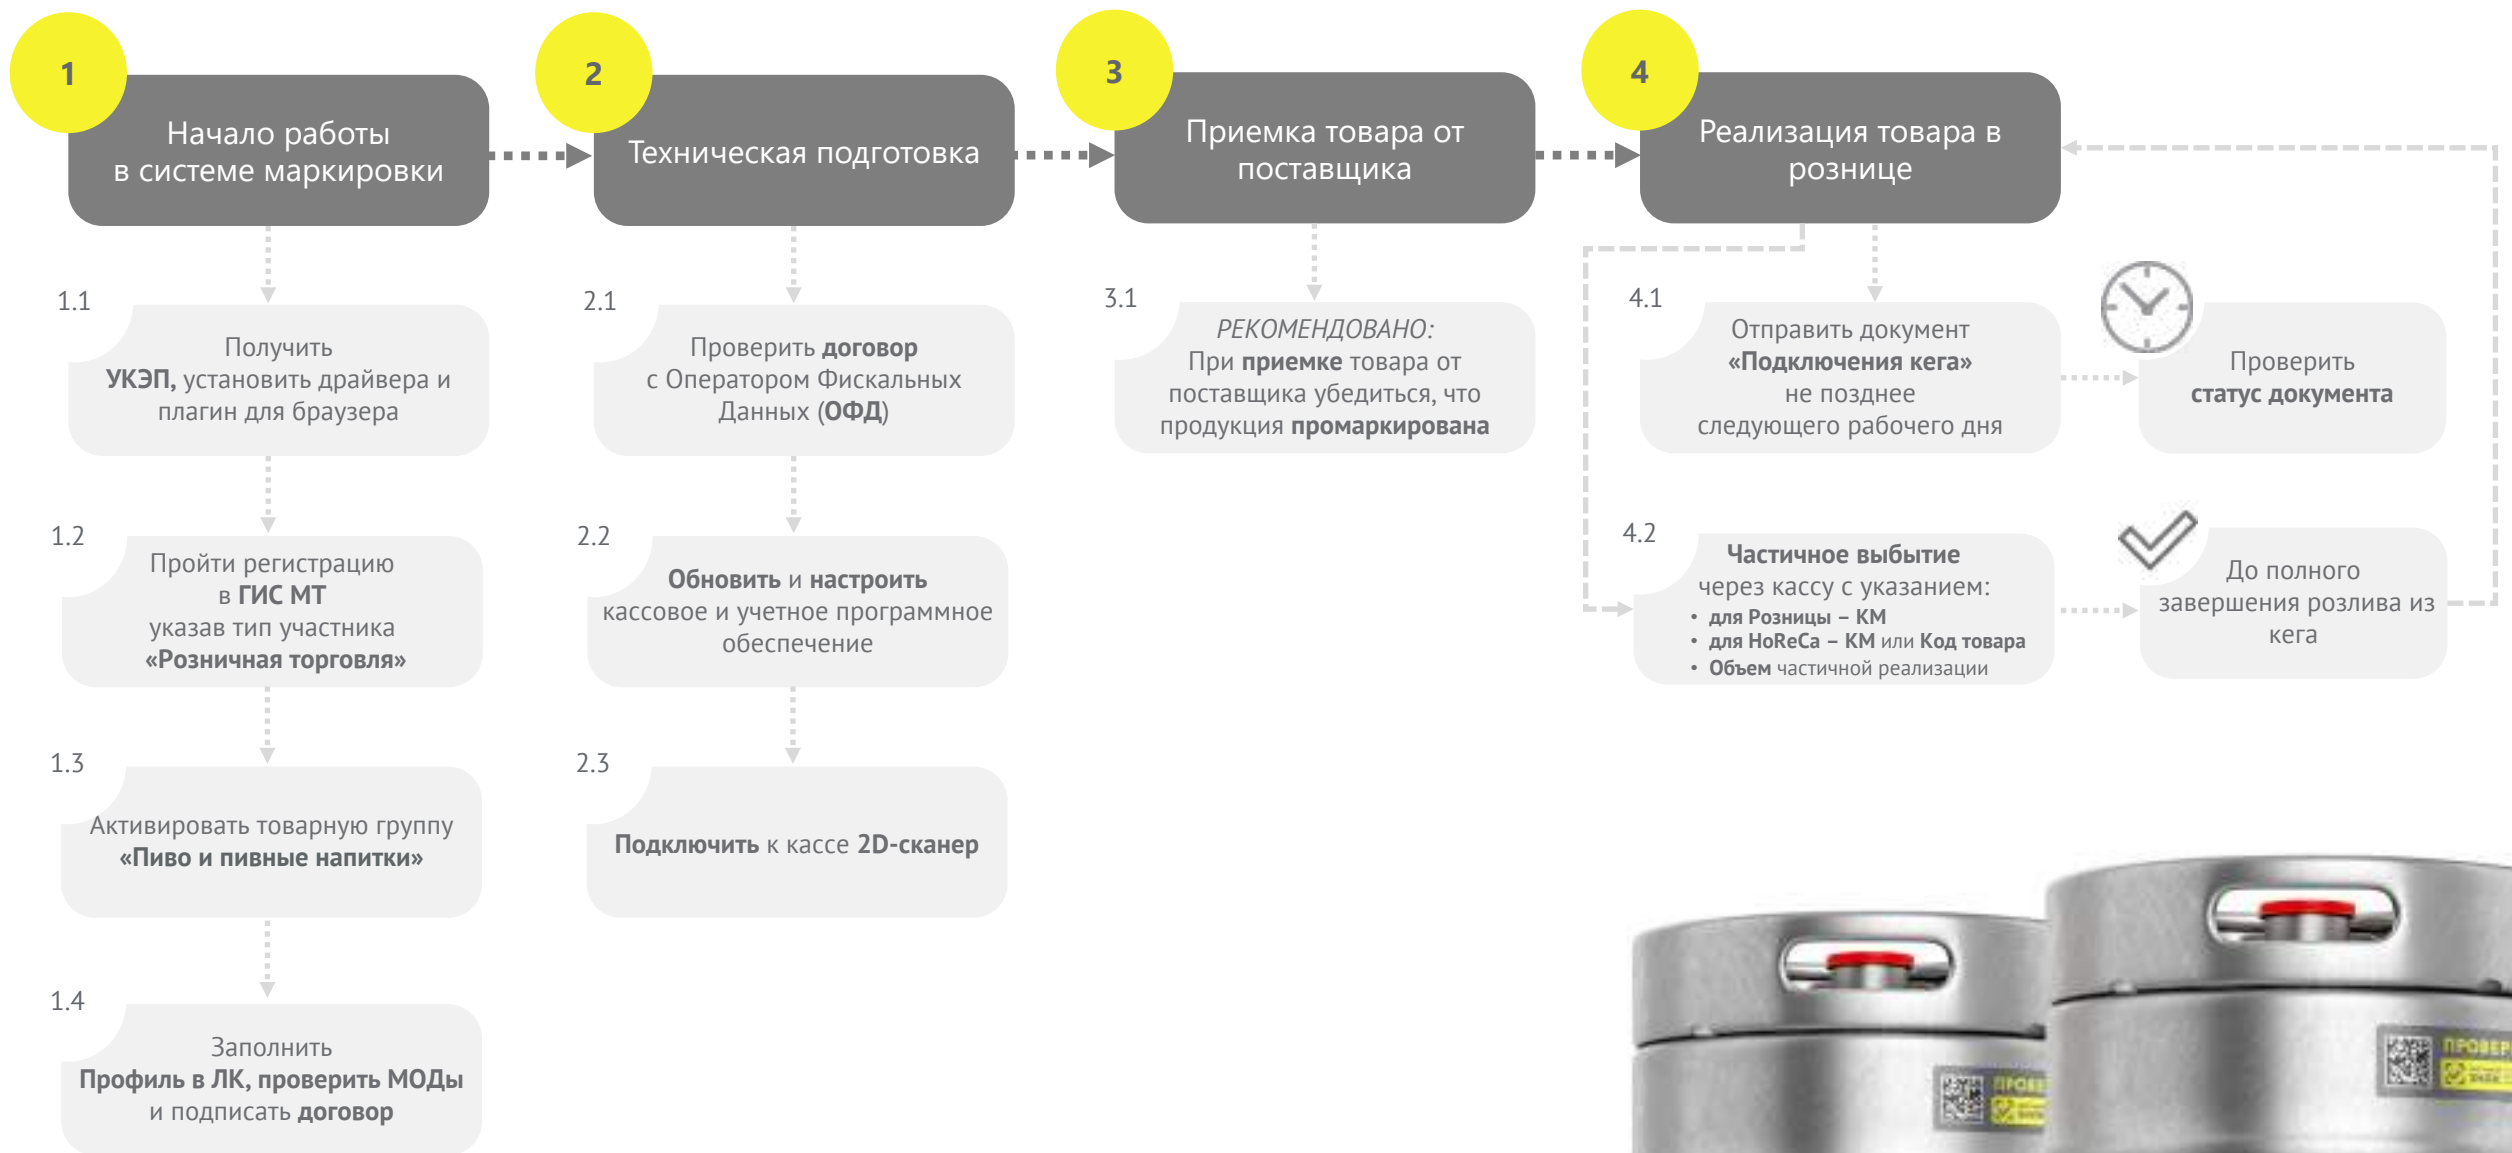 1
Начало работы
в системе маркировки
1.1
Получить
УКЭП, установить драйвера и
плагин для браузера
1.2
Пройти регистрацию
в ГИС МТ
указав тип участника
«Розничная торговля»
1.3
Активировать товарную группу
«Пиво и пивные напитки»
1.4
Заполнить
Профиль в ЛК, проверить МОДы
и подписать договор
2
Техническая подготовка
2.1
Проверить договор
с Оператором Фискальных
Данных (ОФД)
2.2
Обновить и настроить
кассовое и учетное программное
обеспечение
2.3
Подключить к кассе 2D-сканер
3
Приемка товара от
поставщика
3.1
РЕКОМЕНДОВАНО:
При приемке товара от
поставщика убедиться, что
продукция промаркирована
4
Реализация товара в
рознице
4.1
Отправить документ
«Подключения кега»
не позднее
следующего рабочего дня
Проверить
статус документа
4.2
Частичное выбытие
через кассу с указанием:
• для Розницы – КМ
• для HoReCa – КМ или Код товара
• Объем частичной реализации
До полного
завершения розлива из
кега